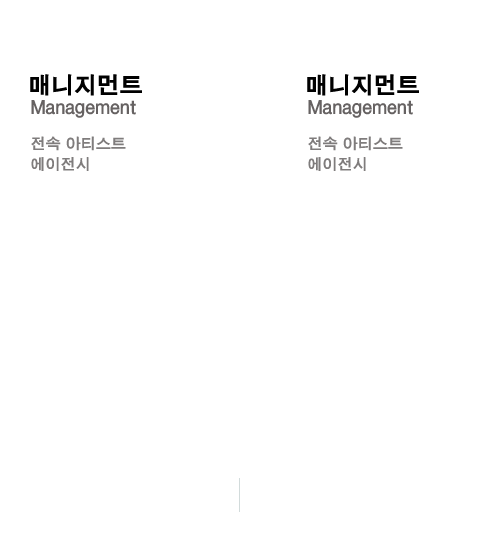 매니지먼트
Management
전속 아티스트
에이전시
매니지먼트
Management
전속 아티스트
에이전시